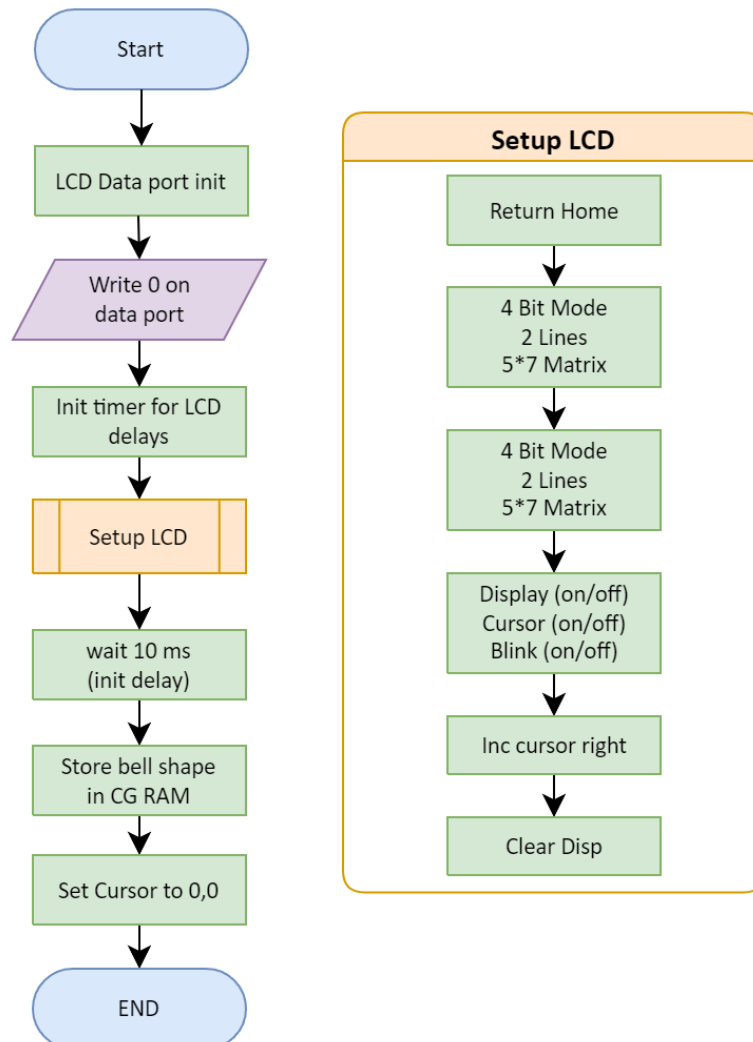 Start
LCD Data port init
Write 0 on
data port
Init timer for LCD
delays
Setup LCD
wait 10 ms
(init delay)
Store bell shape
in CG RAM
Set Cursor to 0,0
END
Setup LCD
Return Home
4 Bit Mode
2 Lines
5*7 Matrix
4 Bit Mode
2 Lines
5*7 Matrix
Display (on/off)
Cursor (on/off)
Blink (on/off)
Inc cursor right
Clear Disp